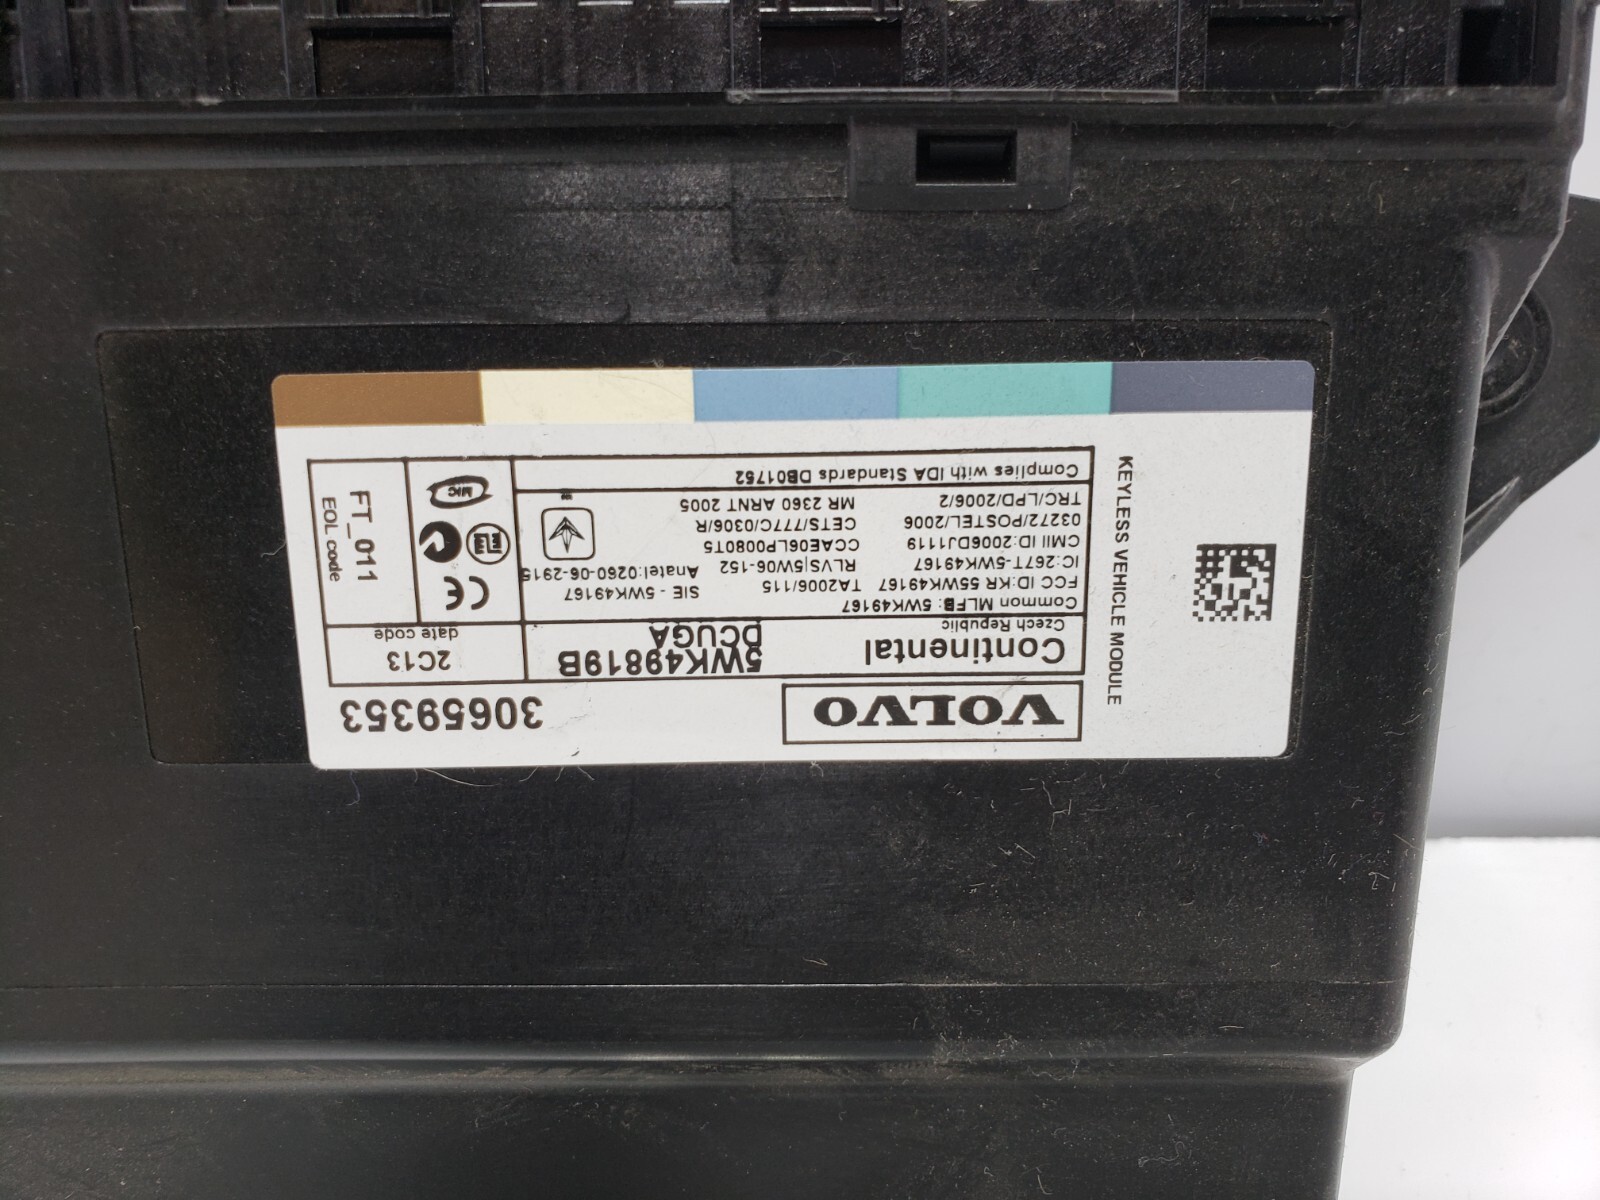 VOLVO
30659353
Continental
Czech Republic
5WK49819B
DCUGA
2C13
date code
Common MLFB: 5WK49167
FCC ID:KR 55WK49167
IC:267T-5WK49167
CMII ID:2006DJ1119
03272/POSTEL/2006
TRC/LPD/2006/2
SIE - 5WK49167
TA2006/115
Anatel:0260-06-2915
RLVS|5W06-152
CCAE06LP0080T5
CETS/777C/0306/R
MR 2360 ARNT 2005
Complies with IDA Standards DB01752
CE
MIC
FT_011
EOL code
KEYLESS VEHICLE MODULE